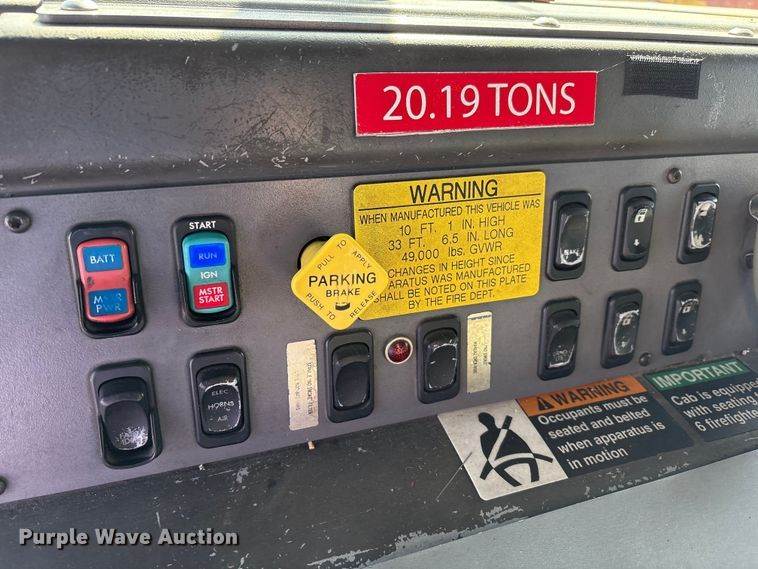 20.19 TONS
WARNING
WHEN MANUFACTURED THIS VEHICLE WAS
10 FT. 1 IN. HIGH
33 FT. 6.5 IN. LONG
49,000 lbs. GVWR
CHANGES IN HEIGHT SINCE
APPARATUS WAS MANUFACTURED
SHALL BE NOTED ON THIS PLATE
BY THE FIRE DEPT.
PULL TO APPLY
PARKING
BRAKE
PUSH TO RELEASE
BATT
MSTR
PWR
START
RUN
IGN
MSTR
START
ELEC
HORNS
AIR
WARNING
Occupants must be
seated and belted
when apparatus is
in motion
IMPORTANT
Cab is equipped
with seating f
6 firefighte
Purple Wave Auction